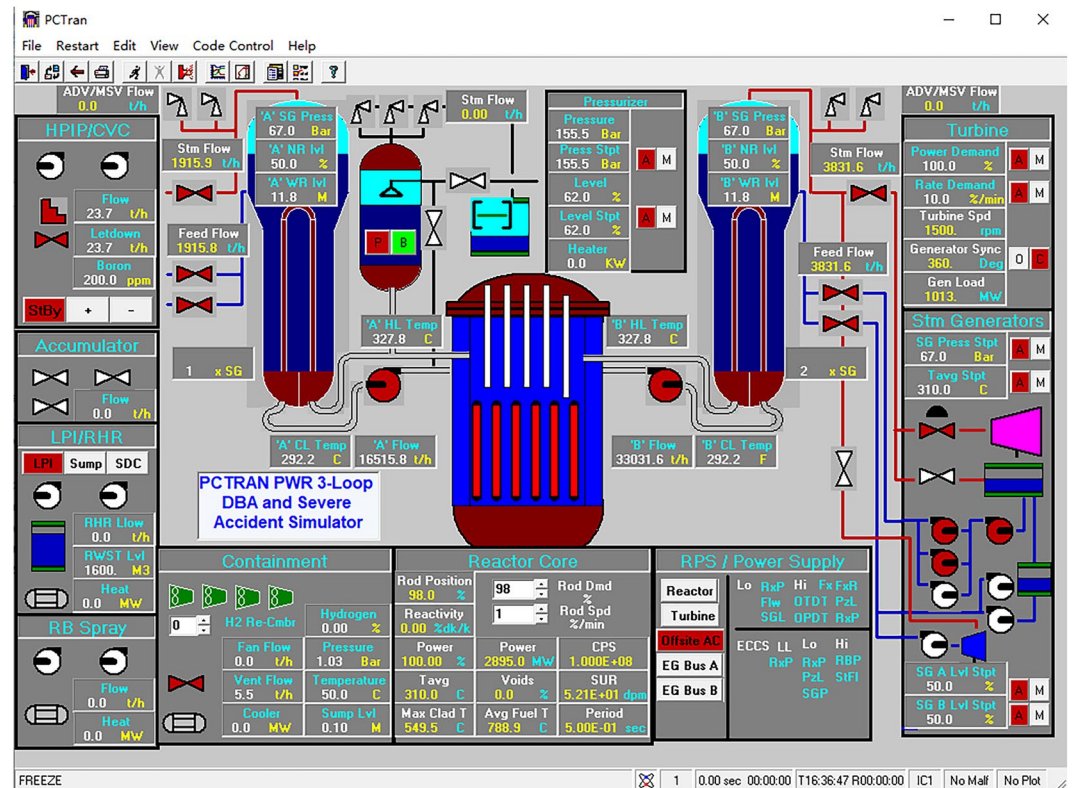 PCTran
File Restart Edit View Code Control Help
ADV/MSV Flow
0.0 t/h
HPIP/CVC
Flow
23.7 t/h
Letdown
23.7 t/h
Boron
200.0 ppm
StBy + -
Accumulator
Flow
0.0 t/h
LPI/RHR
LPI Sump SDC
RHR Llow
0.0 t/h
RWST Lvl
1600. M3
Heat
0.0 MW
RB Spray
Flow
0.0 t/h
Heat
0.0 MW
Stm Flow
1915.9 t/h
Feed Flow
1915.8 t/h
1 x SG
'A' SG Press
67.0 Bar
'A' NR lvl
50.0 %
'A' WR lvl
11.8 M
P B
Stm Flow
0.00 t/h
Pressurizer
Pressure
155.5 Bar
Press Stpt
155.5 Bar
A M
Level
62.0 %
Level Stpt
62.0 %
A M
Heater
0.0 KW
'A' HL Temp
327.8 C
'B' HL Temp
327.8 C
'A' CL Temp
292.2 C
'A' Flow
16515.8 t/h
'B' Flow
33031.6 t/h
'B' CL Temp
292.2 F
PCTRAN PWR 3-Loop
DBA and Severe
Accident Simulator
'B' SG Press
67.0 Bar
'B' NR lvl
50.0 %
'B' WR lvl
11.8 M
Stm Flow
3831.6 t/h
Feed Flow
3831.6 t/h
2 x SG
ADV/MSV Flow
0.0 t/h
Turbine
Power Demand
100.0 %
A M
Rate Demand
10.0 %/min
A M
Turbine Spd
1500. rpm
Generator Sync
360. Deg
O C
Gen Load
1013. MW
Stm Generators
SG Press Stpt
67.0 Bar
A M
Tavg Stpt
310.0 C
A M
SG A Lvl Stpt
50.0 %
A M
SG B Lvl Stpt
50.0 %
A M
Containment
0 H2 Re-Cmbr
Hydrogen
0.00 %
Fan Flow
0.0 t/h
Pressure
1.03 Bar
Vent Flow
5.5 t/h
Temperature
50.0 C
Cooler
0.0 MW
Sump Lvl
0.10 M
Reactor Core
Rod Position
98.0 %
98 Rod Dmd
%
Reactivity
0.00 %dk/k
1 Rod Spd
%/min
Power
100.00 %
Power
2895.0 MW
CPS
1.000E+08
Tavg
310.0 C
Voids
0.0 %
SUR
5.21E+01 dpm
Max Clad T
549.5 C
Avg Fuel T
788.9 C
Period
5.00E-01 sec
RPS / Power Supply
Reactor
Turbine
Offsite AC
EG Bus A
EG Bus B
Lo RxP Hi Fx FxR
Flw OTDT PzL
SGL OPDT RxP
ECCS LL Lo Hi
RxP RxP RBP
PzL StFl
SGP
FREEZE 1 0.00 sec 00:00:00 T16:36:47 R00:00:00 IC1 No Malf No Plot